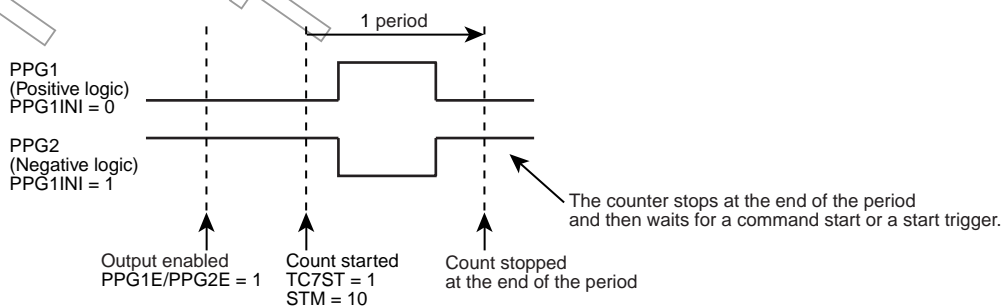 1 period
PPG1
(Positive logic)
PPG1INI = 0
PPG2
(Negative logic)
PPG1INI = 1
The counter stops at the end of the period
and then waits for a command start or a start trigger.
Output enabled
PPG1E/PPG2E = 1
Count started
TC7ST = 1
STM = 10
Count stopped
at the end of the period